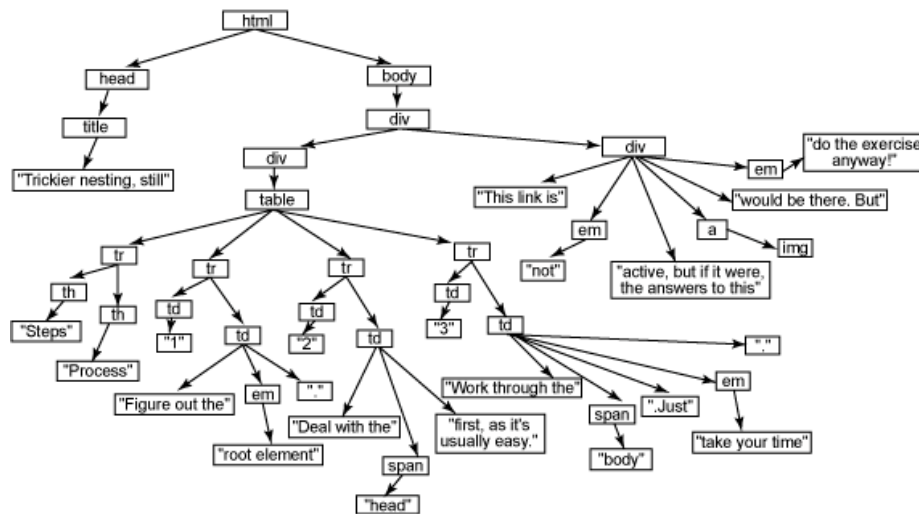 html
head
body
title
div
"Trickier nesting, still"
div
div
em
"do the exercise
anyway!"
table
"This link is"
"would be there. But"
em
a
img
"not"
"active, but if it were,
the answers to this"
tr
tr
tr
tr
th
th
"Steps"
"Process"
td
"1"
td
td
"2"
td
td
"3"
td
"Figure out the"
em
"."
"root element"
"Deal with the"
span
"head"
"first, as it's
usually easy."
"Work through the"
span
"body"
".Just"
em
"take your time"
"."